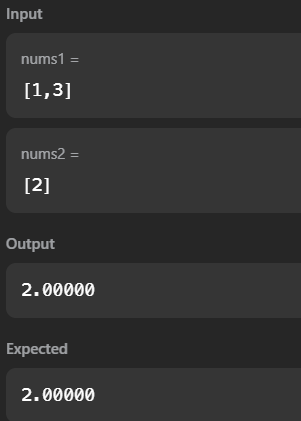 Input
nums1 =
[1,3]
nums2 =
[2]
Output
2.00000
Expected
2.00000